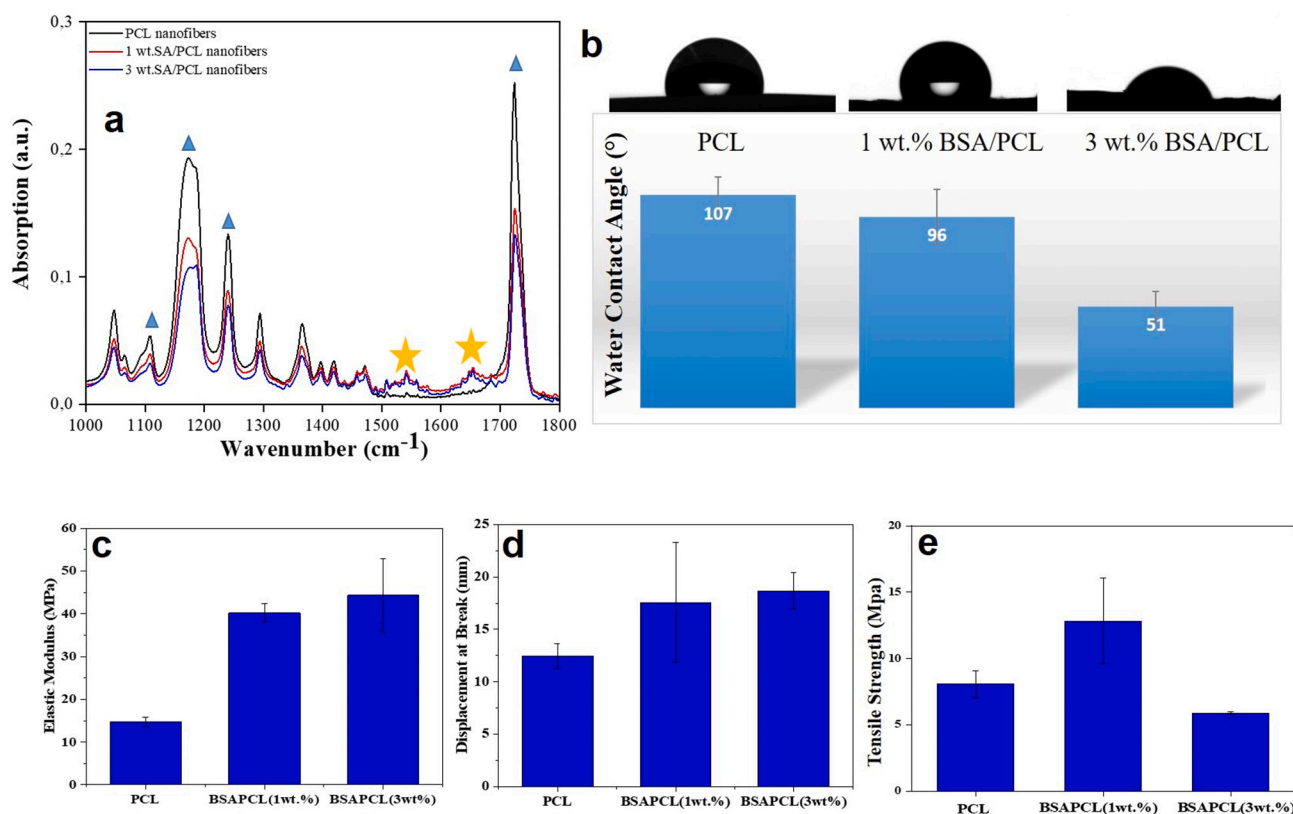 0,3
0,2
0,1
0,0
Absorption (a.u.)
PCL nanofibers
1 wt.SA/PCL nanofibers
3 wt.SA/PCL nanofibers
a
1000 1100 1200 1300 1400 1500 1600 1700 1800
Wavenumber (cm-1)
b
Water Contact Angle (°)
PCL 1 wt.% BSA/PCL 3 wt.% BSA/PCL
107 96 51
c
Elastic Modulus (MPa)
60
50
40
30
20
10
0
PCL BSAPCL(1wt.%) BSAPCL(3wt%)
d
Displacement at Break (mm)
25
20
15
10
5
0
PCL BSAPCL(1wt.%) BSAPCL(3wt.%)
e
Tensile Strength (Mpa)
20
15
10
5
0
PCL BSAPCL(1wt.%) BSAPCL(3wt.%)